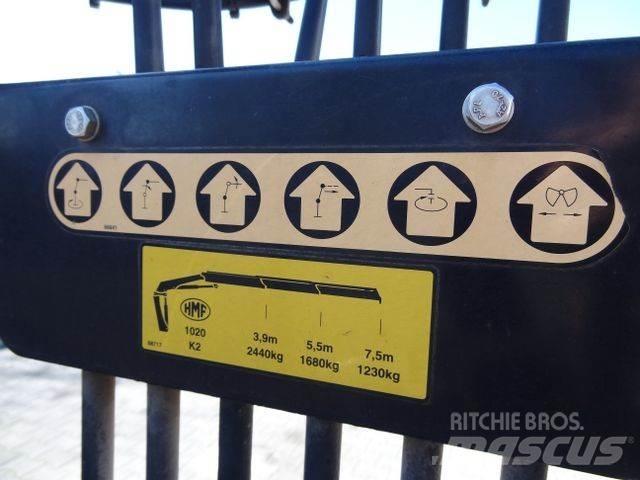 HMF
1020
K2
3,9m
2440kg
5,5m
1680kg
7,5m
1230kg
RITCHIE BROS.
mascus